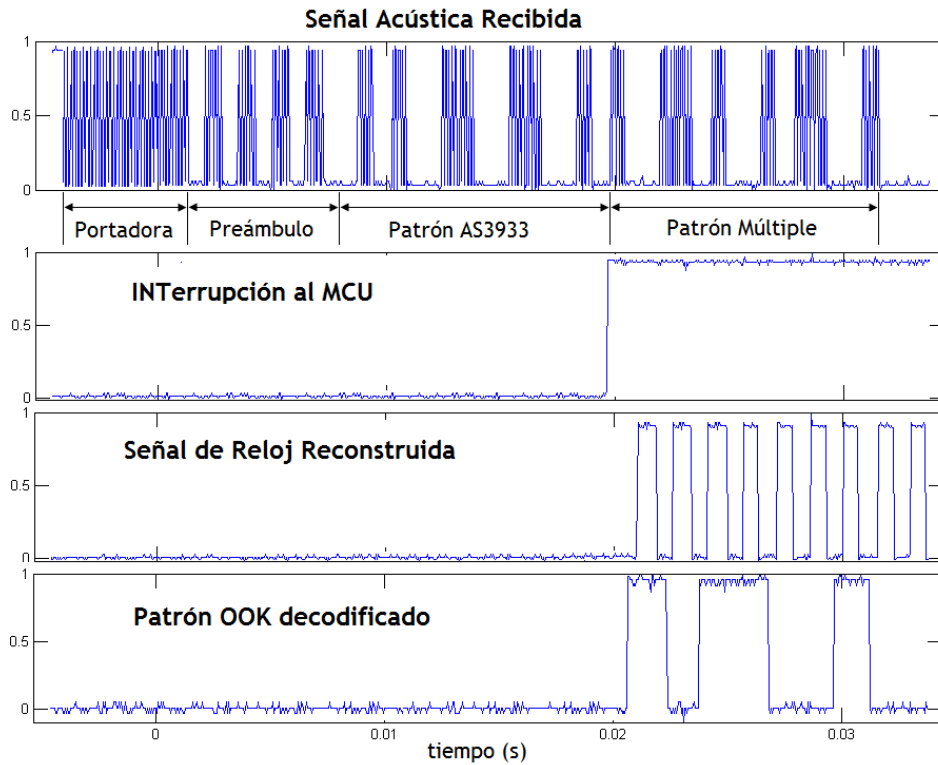 Señal Acústica Recibida
1
0.5
0
Portadora
Preámbulo
Patrón AS3933
Patrón Múltiple
1
INTerrupción al MCU
0.5
0
1
Señal de Reloj Reconstruida
0.5
0
1
Patrón OOK decodificado
0.5
0
0
0.01
0.02
0.03
tiempo (s)